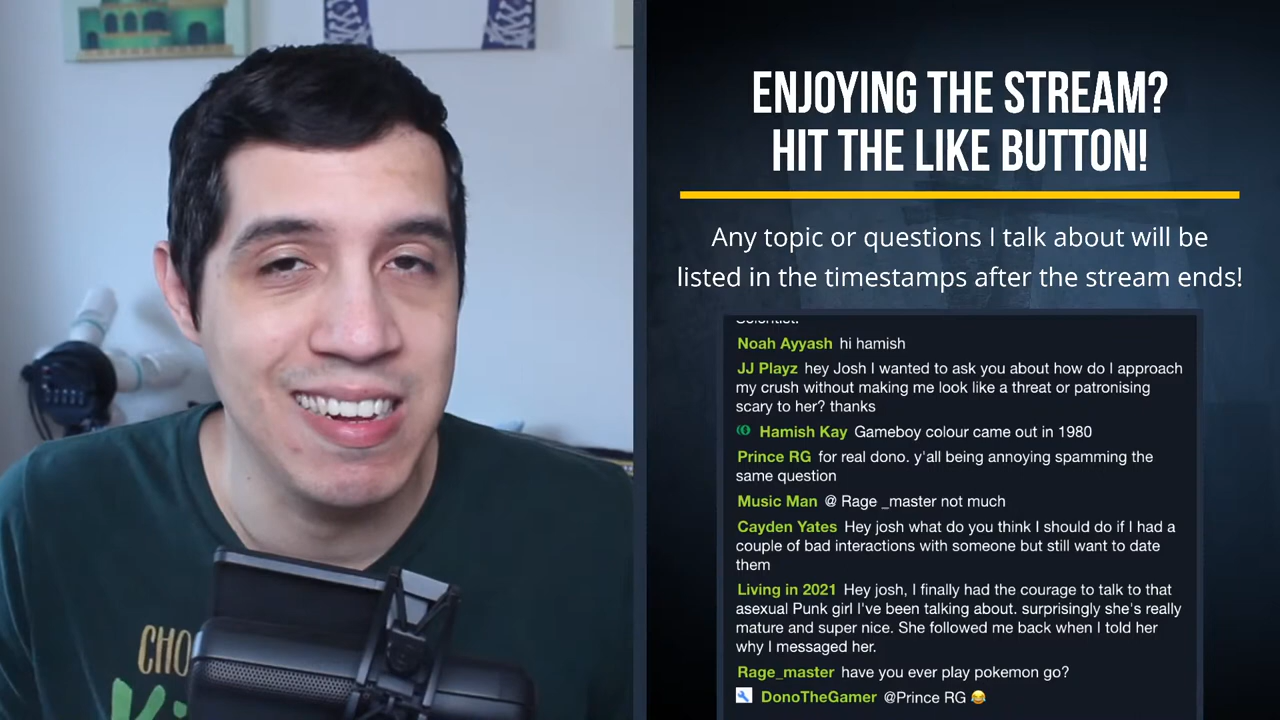 ENJOYING THE STREAM?
HIT THE LIKE BUTTON!
Any topic or questions I talk about will be
listed in the timestamps after the stream ends!
Noah Ayyash hi hamish
JJ Playz hey Josh I wanted to ask you about how do I approach
my crush without making me look like a threat or patronising
scary to her? thanks
Hamish Kay Gameboy colour came out in 1980
Prince RG for real dono. y'all being annoying spamming the
same question
Music Man @ Rage _master not much
Cayden Yates Hey josh what do you think I should do if I had a
couple of bad interactions with someone but still want to date
them
Living in 2021 Hey josh, I finally had the courage to talk to that
asexual Punk girl I've been talking about. surprisingly she's really
mature and super nice. She followed me back when I told her
why I messaged her.
Rage_master have you ever play pokemon go?
DonoTheGamer @Prince RG 😂
CHO